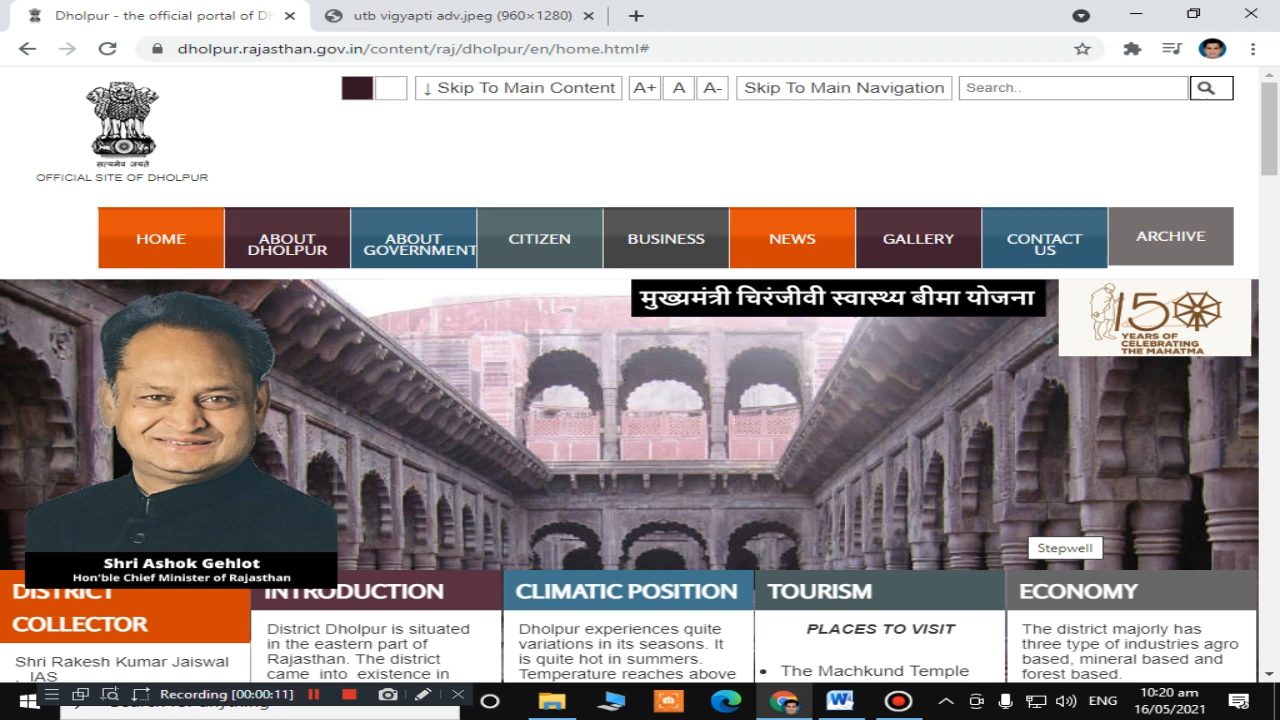 Dholpur - the official portal of Dh
utb vigyapti adv.jpeg (960×1280)
dholpur.rajasthan.gov.in/content/raj/dholpur/en/home.html#
↓ Skip To Main Content
A+
A
A-
Skip To Main Navigation
Search..
सत्यमेव जयते
OFFICIAL SITE OF DHOLPUR
HOME
ABOUT
DHOLPUR
ABOUT
GOVERNMENT
CITIZEN
BUSINESS
NEWS
GALLERY
CONTACT
US
ARCHIVE
मुख्यमंत्री चिरंजीवी स्वास्थ्य बीमा योजना
150
YEARS OF
CELEBRATING
THE MAHATMA
Stepwell
Shri Ashok Gehlot
Hon'ble Chief Minister of Rajasthan
DISTRICT
COLLECTOR
Shri Rakesh Kumar Jaiswal
, IAS
INTRODUCTION
District Dholpur is situated
in the eastern part of
Rajasthan. The district
came into existence in
CLIMATIC POSITION
Dholpur experiences quite
variations in its seasons. It
is quite hot in summers.
Temperature reaches above
TOURISM
PLACES TO VISIT
• The Machkund Temple
ECONOMY
The district majorly has
three type of industries agro
based, mineral based and
forest based.
Recording [00:00:11]
ENG
10:20 am
16/05/2021